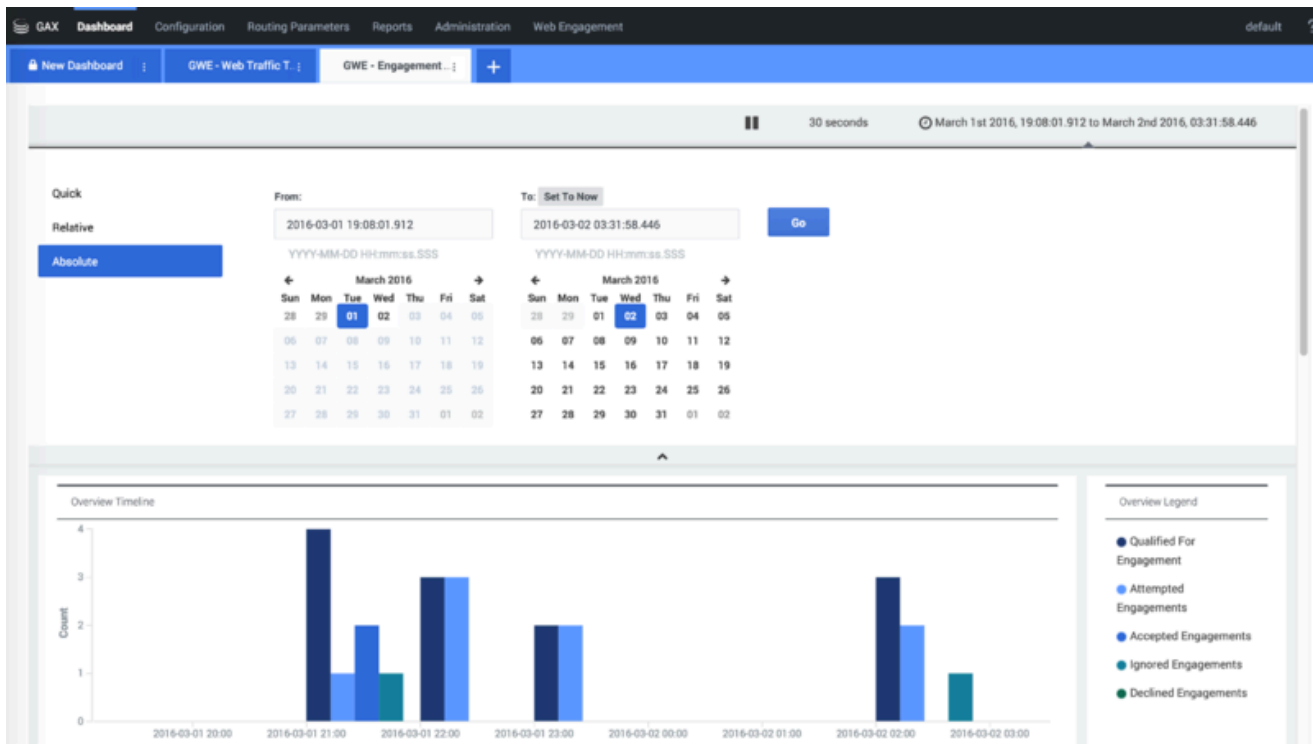 GAX Dashboard Configuration Routing Parameters Reports Administration Web Engagement default ?
New Dashboard GWE - Web Traffic T... GWE - Engagement... +
30 seconds March 1st 2016, 19:08:01.912 to March 2nd 2016, 03:31:58.446
Quick
Relative
Absolute
From:
2016-03-01 19:08:01.912
YYYY-MM-DD HH:mm:ss.SSS
March 2016
Sun Mon Tue Wed Thu Fri Sat
28 29 01 02 03 04 05
06 07 08 09 10 11 12
13 14 15 16 17 18 19
20 21 22 23 24 25 26
27 28 29 30 31 01 02
To: Set To Now
2016-03-02 03:31:58.446
YYYY-MM-DD HH:mm:ss.SSS
March 2016
Sun Mon Tue Wed Thu Fri Sat
28 29 01 02 03 04 05
06 07 08 09 10 11 12
13 14 15 16 17 18 19
20 21 22 23 24 25 26
27 28 29 30 31 01 02
Go
Overview Timeline
4
3
2
1
0
Count
2016-03-01 20:00 2016-03-01 21:00 2016-03-01 22:00 2016-03-01 23:00 2016-03-02 00:00 2016-03-02 01:00 2016-03-02 02:00 2016-03-02 03:00
Overview Legend
Qualified For
Engagement
Attempted
Engagements
Accepted Engagements
Ignored Engagements
Declined Engagements